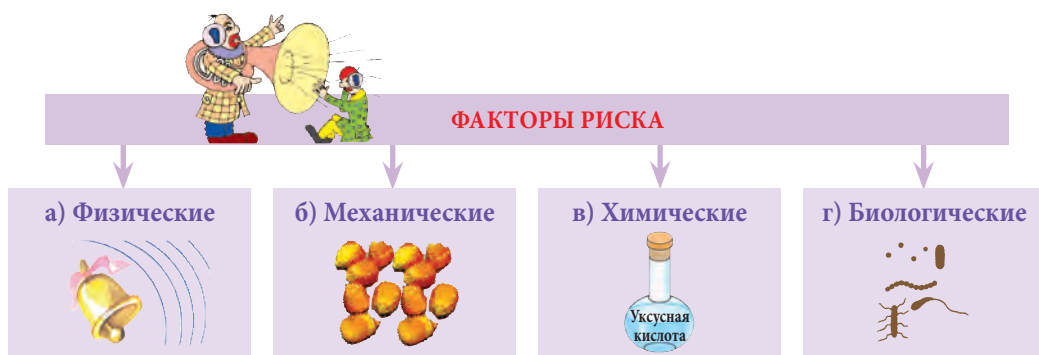 ФАКТОРЫ РИСКА
а) Физические
б) Механические
в) Химические
г) Биологические
Уксусная
кислота